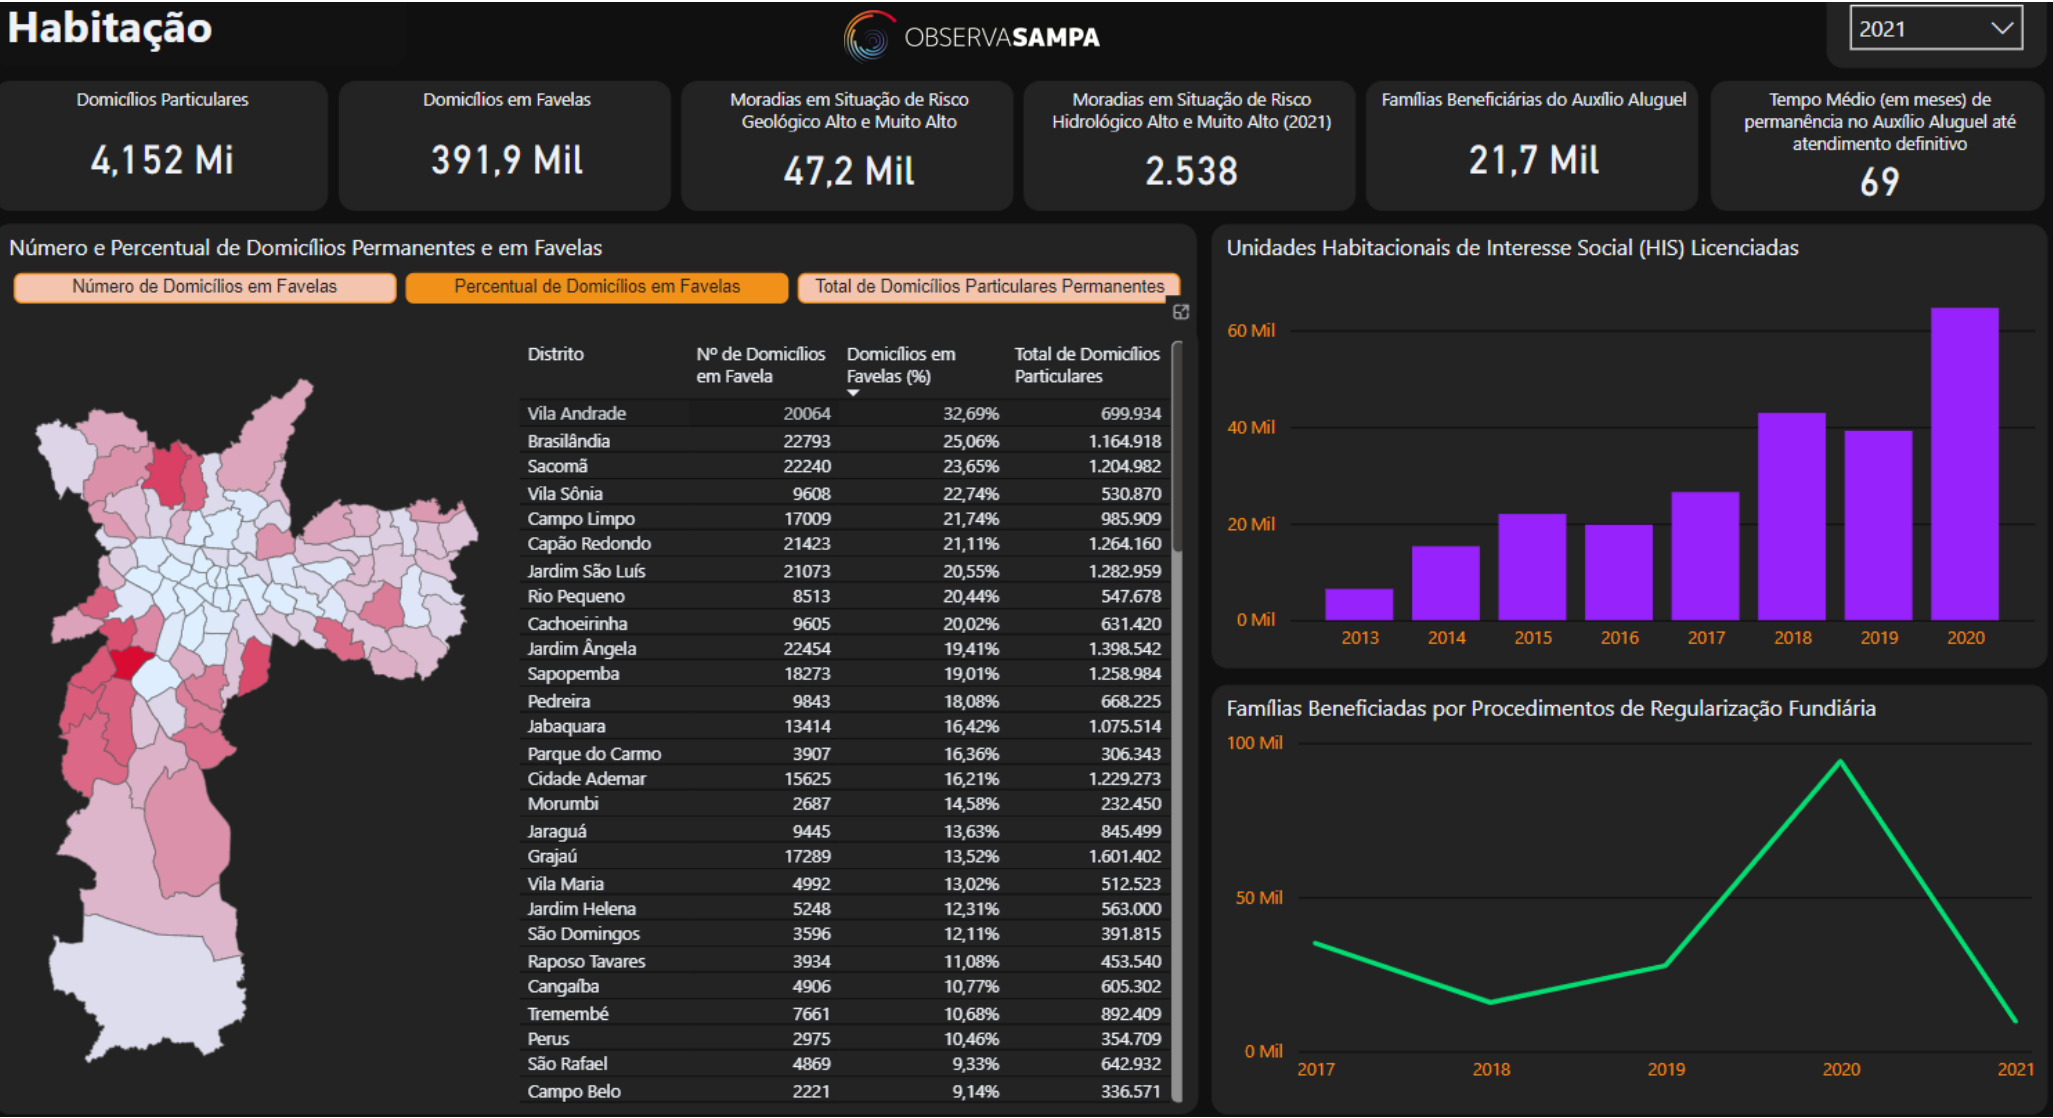 Habitação
OBSERVASAMPA
2021
Domicílios Particulares
4,152 Mi
Domicílios em Favelas
391,9 Mil
Moradias em Situação de Risco
Geológico Alto e Muito Alto
47,2 Mil
Moradias em Situação de Risco
Hidrológico Alto e Muito Alto (2021)
2.538
Famílias Beneficiárias do Auxílio Aluguel
21,7 Mil
Tempo Médio (em meses) de
permanência no Auxílio Aluguel até
atendimento definitivo
69
Número e Percentual de Domicílios Permanentes e em Favelas
Número de Domicílios em Favelas
Percentual de Domicílios em Favelas
Total de Domicílios Particulares Permanentes
Distrito Nº de Domicílios Domicílios em Total de Domicílios
em Favela Favelas (%) Particulares
Vila Andrade 20064 32,69% 699.934
Brasilândia 22793 25,06% 1.164.918
Sacomã 22240 23,65% 1.204.982
Vila Sônia 9608 22,74% 530.870
Campo Limpo 17009 21,74% 985.909
Capão Redondo 21423 21,11% 1.264.160
Jardim São Luís 21073 20,55% 1.282.959
Rio Pequeno 8513 20,44% 547.678
Cachoeirinha 9605 20,02% 631.420
Jardim Ângela 22454 19,41% 1.398.542
Sapopemba 18273 19,01% 1.258.984
Pedreira 9843 18,08% 668.225
Jabaquara 13414 16,42% 1.075.514
Parque do Carmo 3907 16,36% 306.343
Cidade Ademar 15625 16,21% 1.229.273
Morumbi 2687 14,58% 232.450
Jaraguá 9445 13,63% 845.499
Grajaú 17289 13,52% 1.601.402
Vila Maria 4992 13,02% 512.523
Jardim Helena 5248 12,31% 563.000
São Domingos 3596 12,11% 391.815
Raposo Tavares 3934 11,08% 453.540
Cangaíba 4906 10,77% 605.302
Tremembé 7661 10,68% 892.409
Perus 2975 10,46% 354.709
São Rafael 4869 9,33% 642.932
Campo Belo 2221 9,14% 336.571
Unidades Habitacionais de Interesse Social (HIS) Licenciadas
60 Mil
40 Mil
20 Mil
0 Mil
2013 2014 2015 2016 2017 2018 2019 2020
Famílias Beneficiadas por Procedimentos de Regularização Fundiária
100 Mil
50 Mil
0 Mil
2017 2018 2019 2020 2021